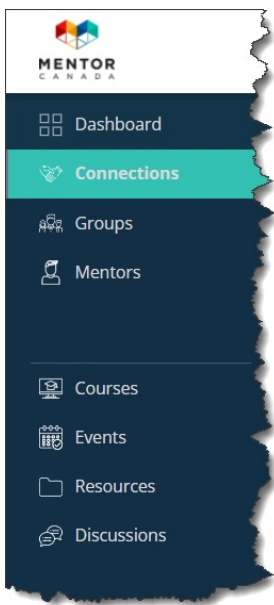 MENTOR
CANADA
Dashboard
Connections
Groups
Mentors
Courses
Events
Resources
Discussions